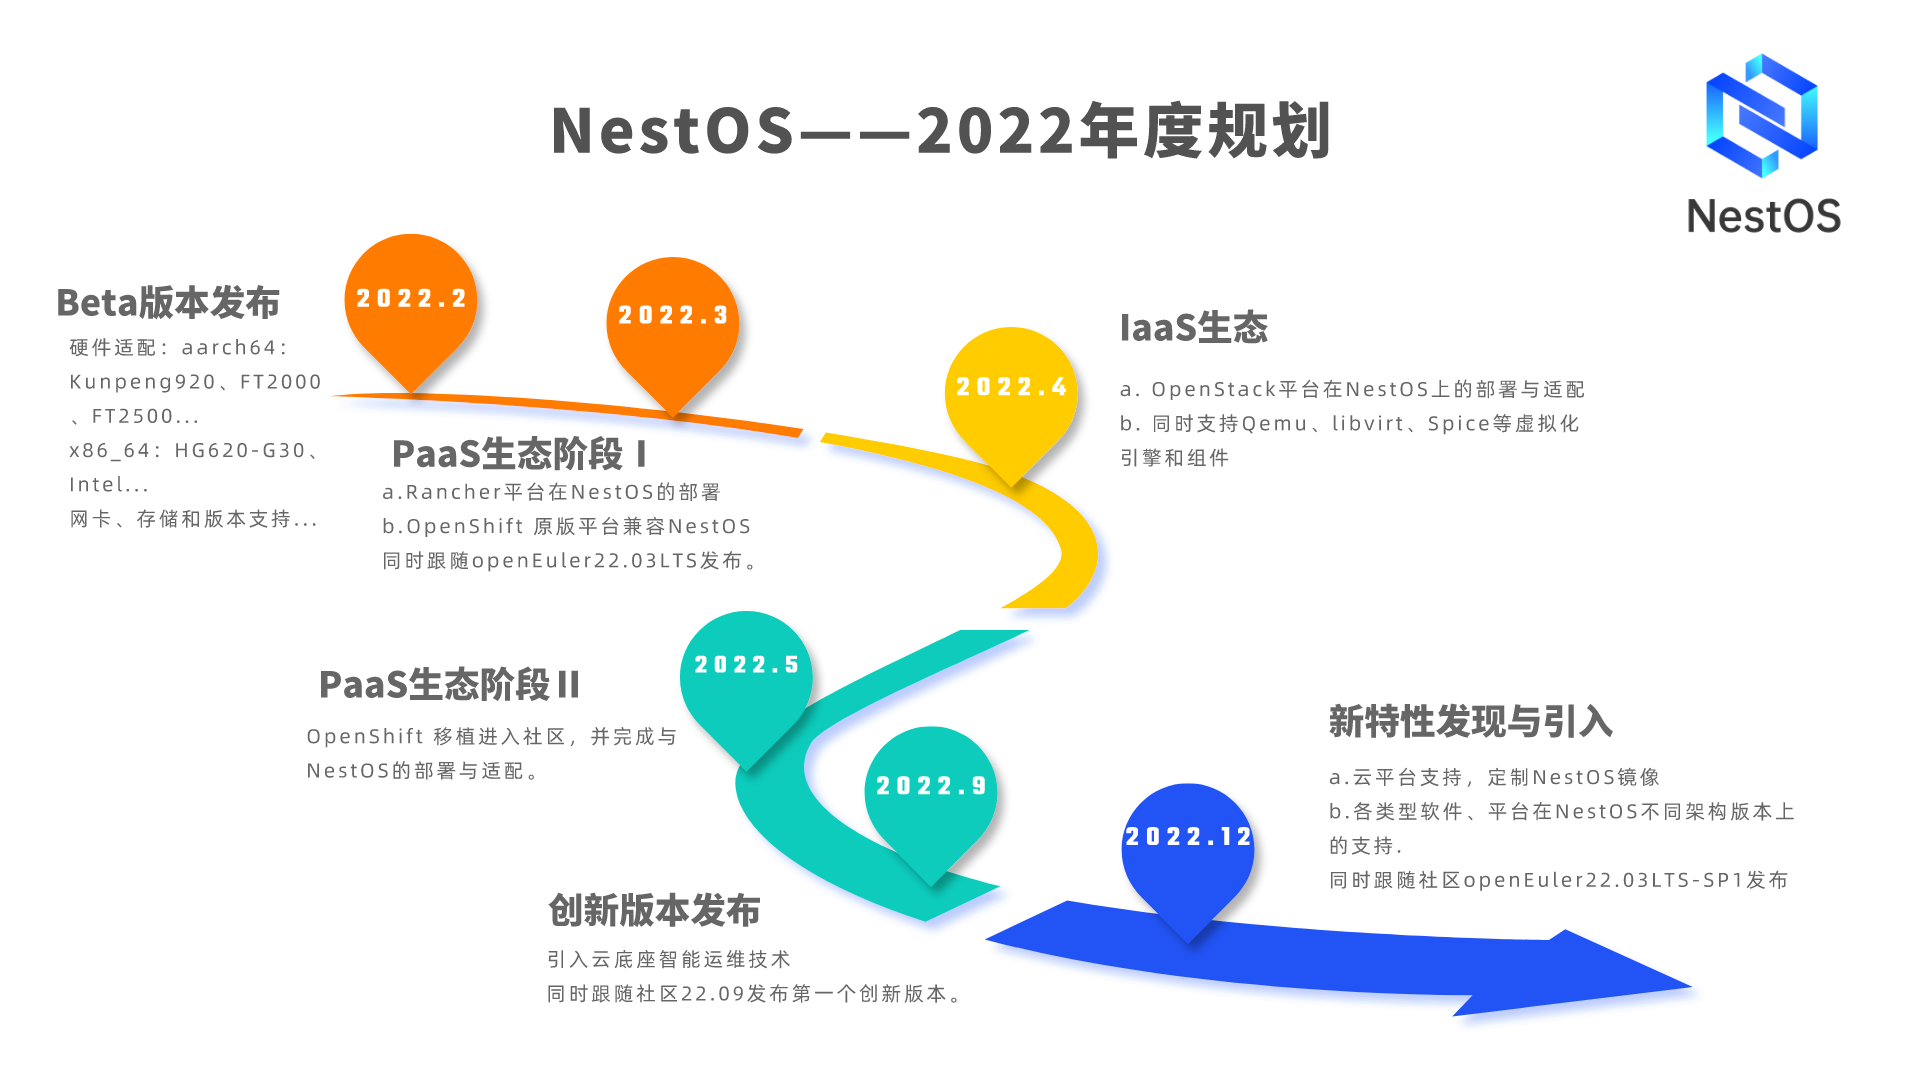 NestOS——2022年度规划
NestOS
2022.2
Beta版本发布
硬件适配：aarch64：
Kunpeng920、FT2000
、FT2500...
x86_64：HG620-G30、
Intel...
网卡、存储和版本支持...
2022.3
PaaS生态阶段Ⅰ
a.Rancher平台在NestOS的部署
b.OpenShift 原版平台兼容NestOS
同时跟随openEuler22.03LTS发布。
2022.4
IaaS生态
a. OpenStack平台在NestOS上的部署与适配
b. 同时支持Qemu、libvirt、Spice等虚拟化
引擎和组件
2022.5
PaaS生态阶段Ⅱ
OpenShift 移植进入社区，并完成与
NestOS的部署与适配。
2022.9
创新版本发布
引入云底座智能运维技术
同时跟随社区22.09发布第一个创新版本。
2022.12
新特性发现与引入
a.云平台支持，定制NestOS镜像
b.各类型软件、平台在NestOS不同架构版本上
的支持.
同时跟随社区openEuler22.03LTS-SP1发布